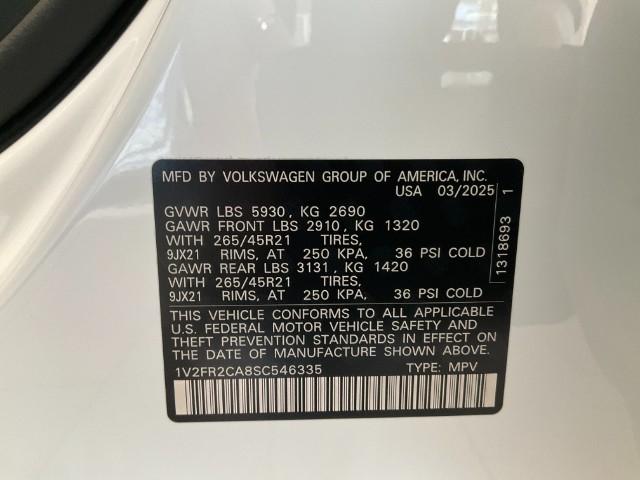 MFD BY VOLKSWAGEN GROUP OF AMERICA, INC.
USA 03/2025
GVWR LBS 5930 , KG 2690
GAWR FRONT LBS 2910, KG 1320
WITH 265/45R21 TIRES,
9JX21 RIMS, AT 250 KPA, 36 PSI COLD
GAWR REAR LBS 3131, KG 1420
WITH 265/45R21 TIRES,
9JX21 RIMS, AT 250 KPA, 36 PSI COLD
THIS VEHICLE CONFORMS TO ALL APPLICABLE
U.S. FEDERAL MOTOR VEHICLE SAFETY AND
THEFT PREVENTION STANDARDS IN EFFECT ON
THE DATE OF MANUFACTURE SHOWN ABOVE.
1V2FR2CA8SC546335 TYPE: MPV
1318693 1